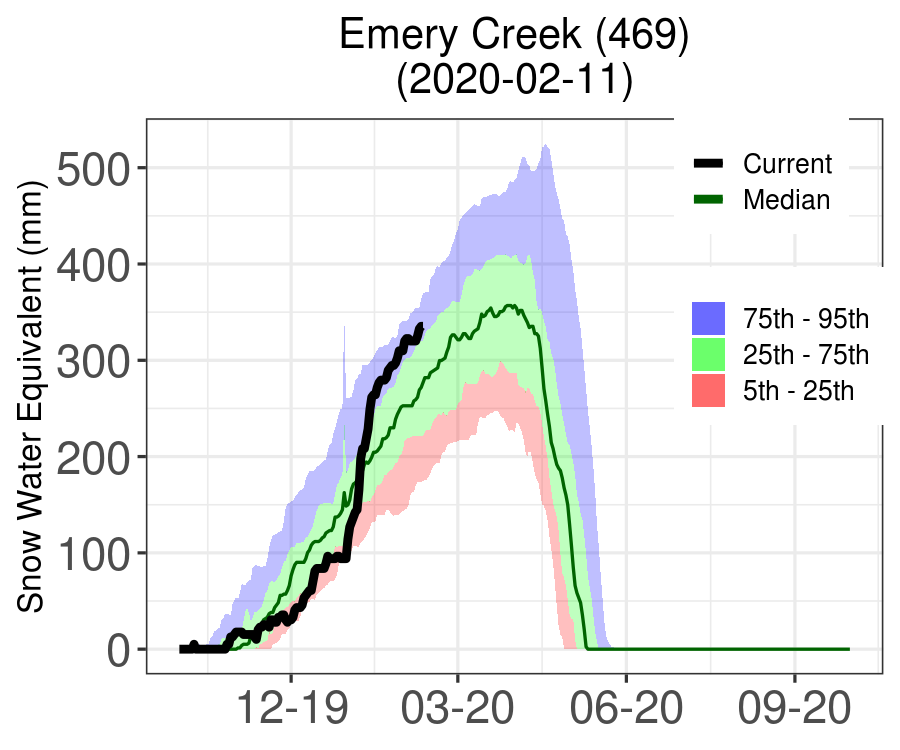 Emery Creek (469)
(2020-02-11)
Snow Water Equivalent (mm)
500
400
300
200
100
0
12-19
03-20
06-20
09-20
Current
Median
75th - 95th
25th - 75th
5th - 25th